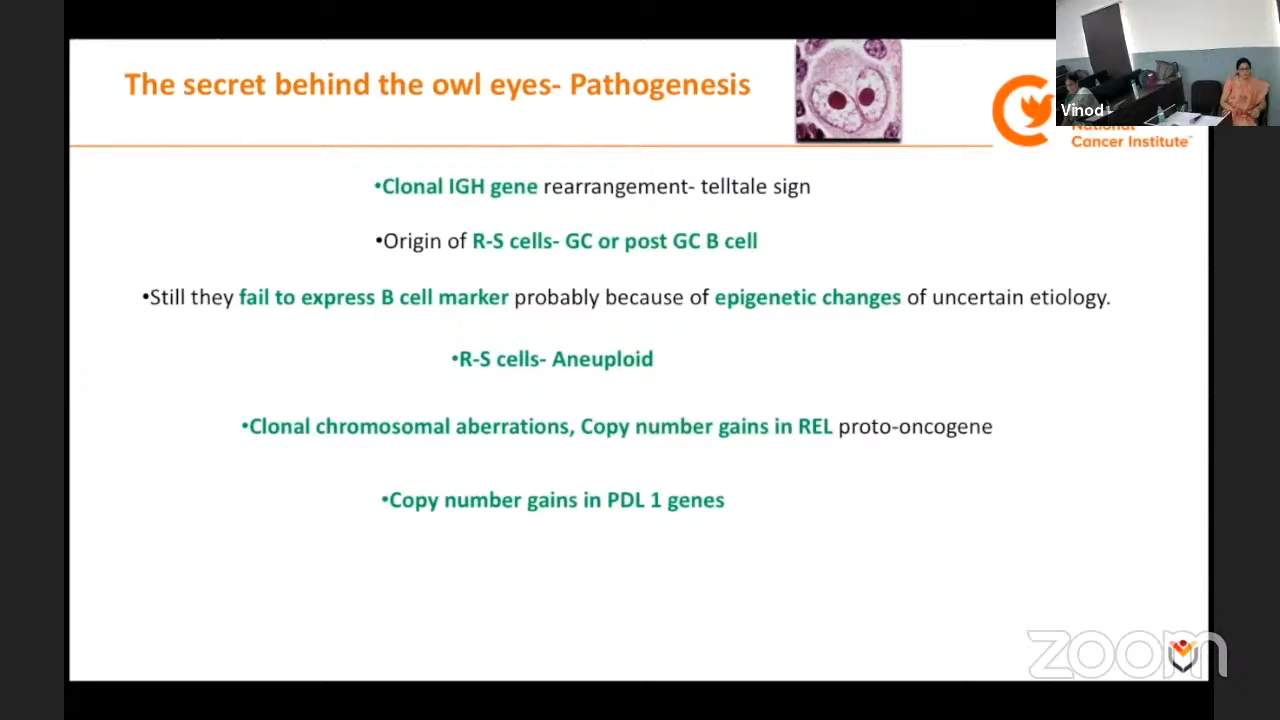 The secret behind the owl eyes- Pathogenesis
Vinod
National
Cancer Institute™
•Clonal IGH gene rearrangement- telltale sign
•Origin of R-S cells- GC or post GC B cell
•Still they fail to express B cell marker probably because of epigenetic changes of uncertain etiology.
•R-S cells- Aneuploid
•Clonal chromosomal aberrations, Copy number gains in REL proto-oncogene
•Copy number gains in PDL 1 genes
zoom